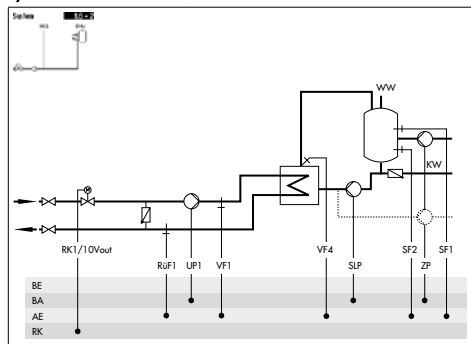 System
WW
KW
RK1/10Vout
RüF1
UP1
VF1
VF4
SLP
SF2
ZP
SF1
BE
BA
AE
RK